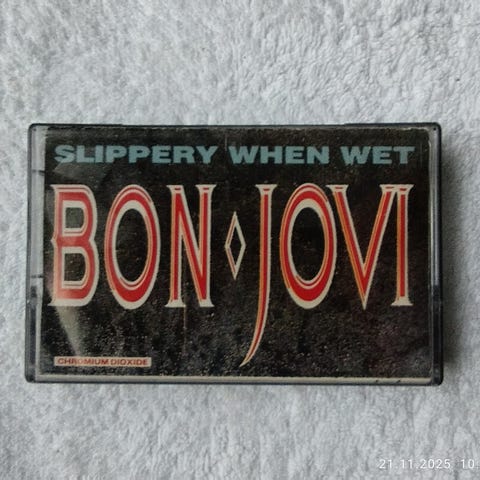 SLIPPERY WHEN WET
BON JOVI
CHROMIUM DIOXIDE
21.11.2025 10